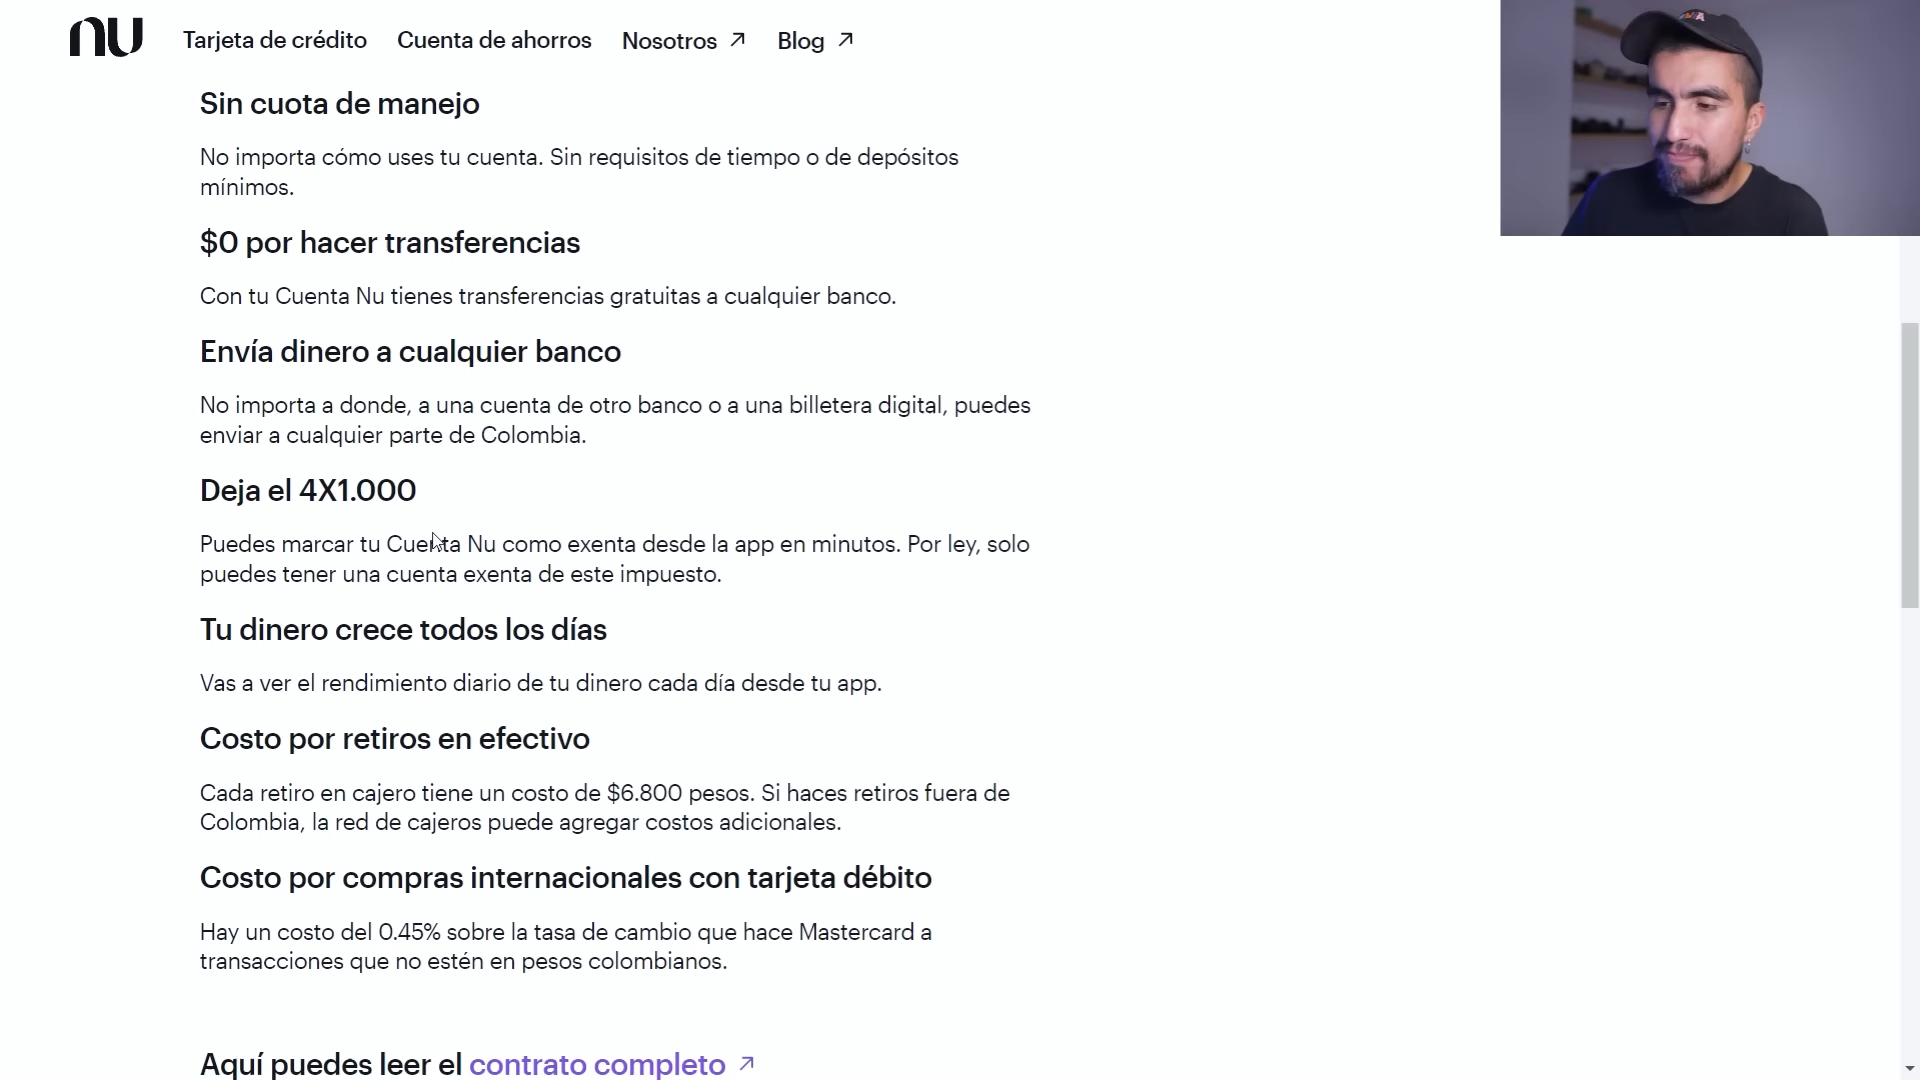 nu
Tarjeta de crédito
Cuenta de ahorros
Nosotros
Blog
Sin cuota de manejo
No importa cómo uses tu cuenta. Sin requisitos de tiempo o de depósitos
mínimos.
$0 por hacer transferencias
Con tu Cuenta Nu tienes transferencias gratuitas a cualquier banco.
Envía dinero a cualquier banco
No importa a donde, a una cuenta de otro banco o a una billetera digital, puedes
enviar a cualquier parte de Colombia.
Deja el 4X1.000
Puedes marcar tu Cuenta Nu como exenta desde la app en minutos. Por ley, solo
puedes tener una cuenta exenta de este impuesto.
Tu dinero crece todos los días
Vas a ver el rendimiento diario de tu dinero cada día desde tu app.
Costo por retiros en efectivo
Cada retiro en cajero tiene un costo de $6.800 pesos. Si haces retiros fuera de
Colombia, la red de cajeros puede agregar costos adicionales.
Costo por compras internacionales con tarjeta débito
Hay un costo del 0.45% sobre la tasa de cambio que hace Mastercard a
transacciones que no estén en pesos colombianos.
Aquí puedes leer el contrato completo